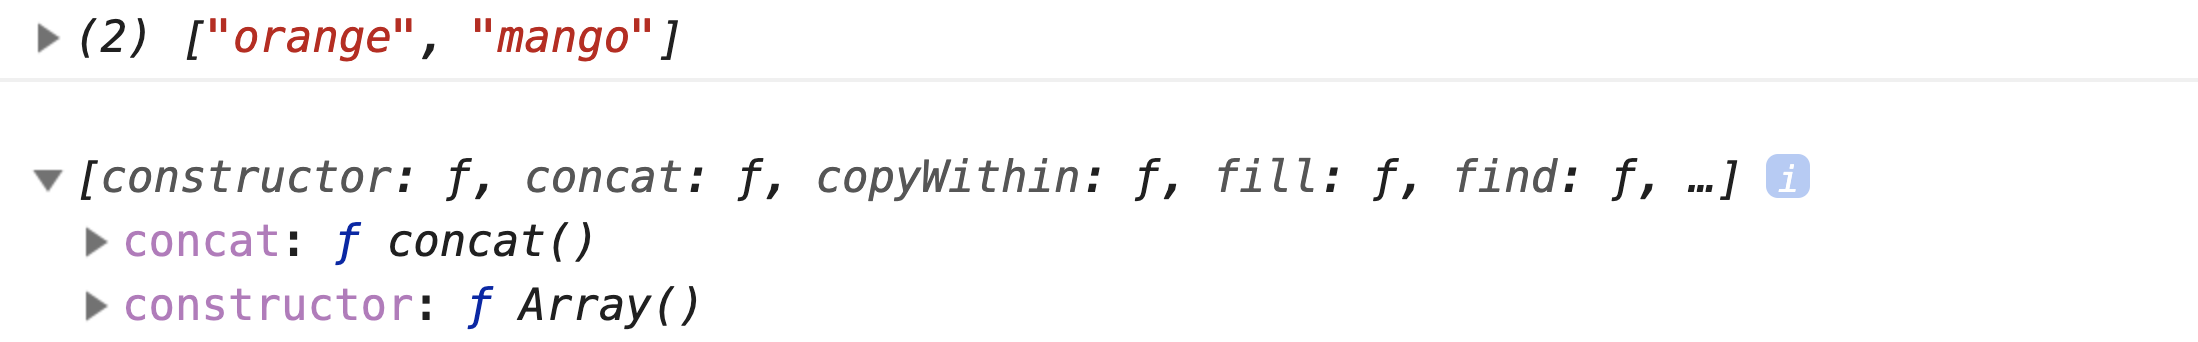 ▶ (2) ["orange", "mango"]
▼ [constructor: ƒ, concat: ƒ, copyWithin: ƒ, fill: ƒ, find: ƒ, …] i
▶ concat: ƒ concat()
▶ constructor: ƒ Array()